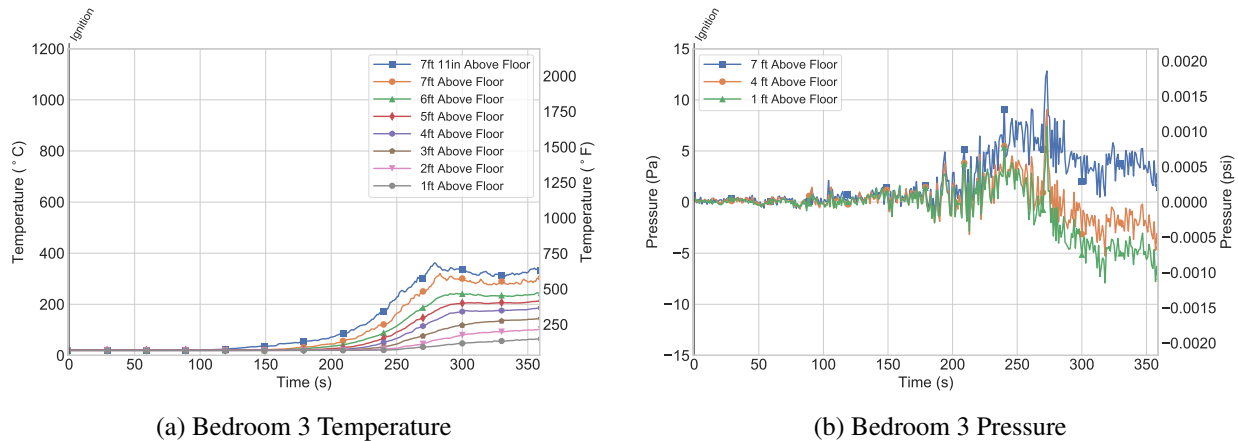 Ignition
1200
1000
800
600
400
200
0
Temperature (°C)
2000
1750
1500
1250
1000
750
500
250
Temperature (°F)
7ft 11in Above Floor
7ft Above Floor
6ft Above Floor
5ft Above Floor
4ft Above Floor
3ft Above Floor
2ft Above Floor
1ft Above Floor
0 50 100 150 200 250 300 350
Time (s)
(a) Bedroom 3 Temperature
Ignition
15
10
5
0
−5
−10
−15
Pressure (Pa)
7 ft Above Floor
4 ft Above Floor
1 ft Above Floor
0.0020
0.0015
0.0010
0.0005
0.0000
−0.0005
−0.0010
−0.0015
−0.0020
Pressure (psi)
0 50 100 150 200 250 300 350
Time (s)
(b) Bedroom 3 Pressure